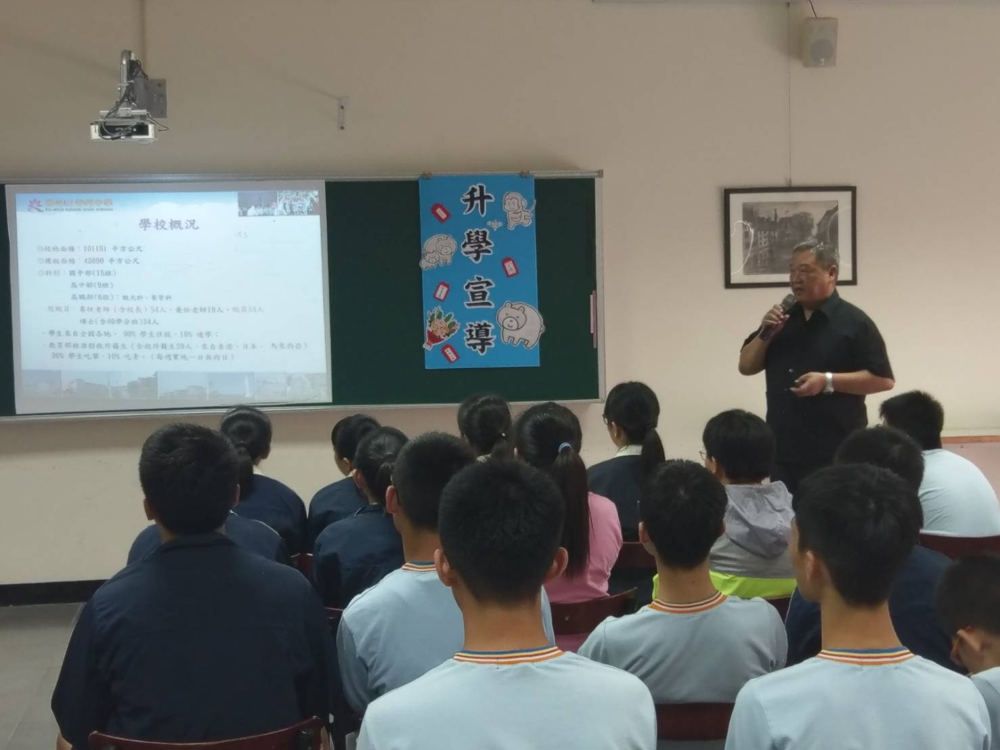 PU-MEN SENIOR HIGH SCHOOL
學校概況
◎校地面積：101181 平方公尺
◎樓板面積：43090 平方公尺
◎科別：國中部(15班)
高中部(9班)
高職部(6班)：觀光科、餐管科
教職員：專任老師（含校長）54人，兼任老師19人，職員34人
碩士(含40學分班)34人
．學生來自全國各地， 90% 學生住校，10% 通學；
．教育部核准招收外籍生（全校外籍生20人，來自香港、日本、 馬來西亞）
90% 學生吃葷，10% 吃素。（每週實施一日無肉日）
升學宣導